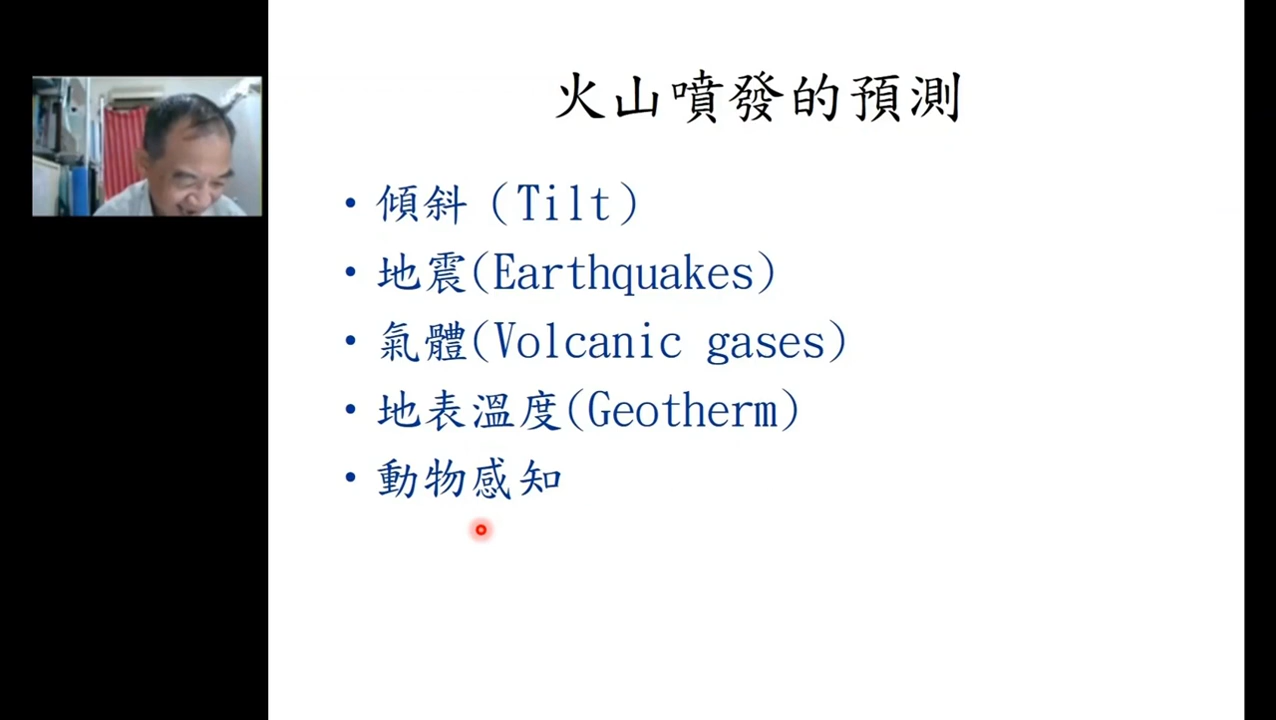 火山噴發的預測
• 傾斜 (Tilt)
• 地震(Earthquakes)
• 氣體(Volcanic gases)
• 地表溫度(Geotherm)
• 動物感知